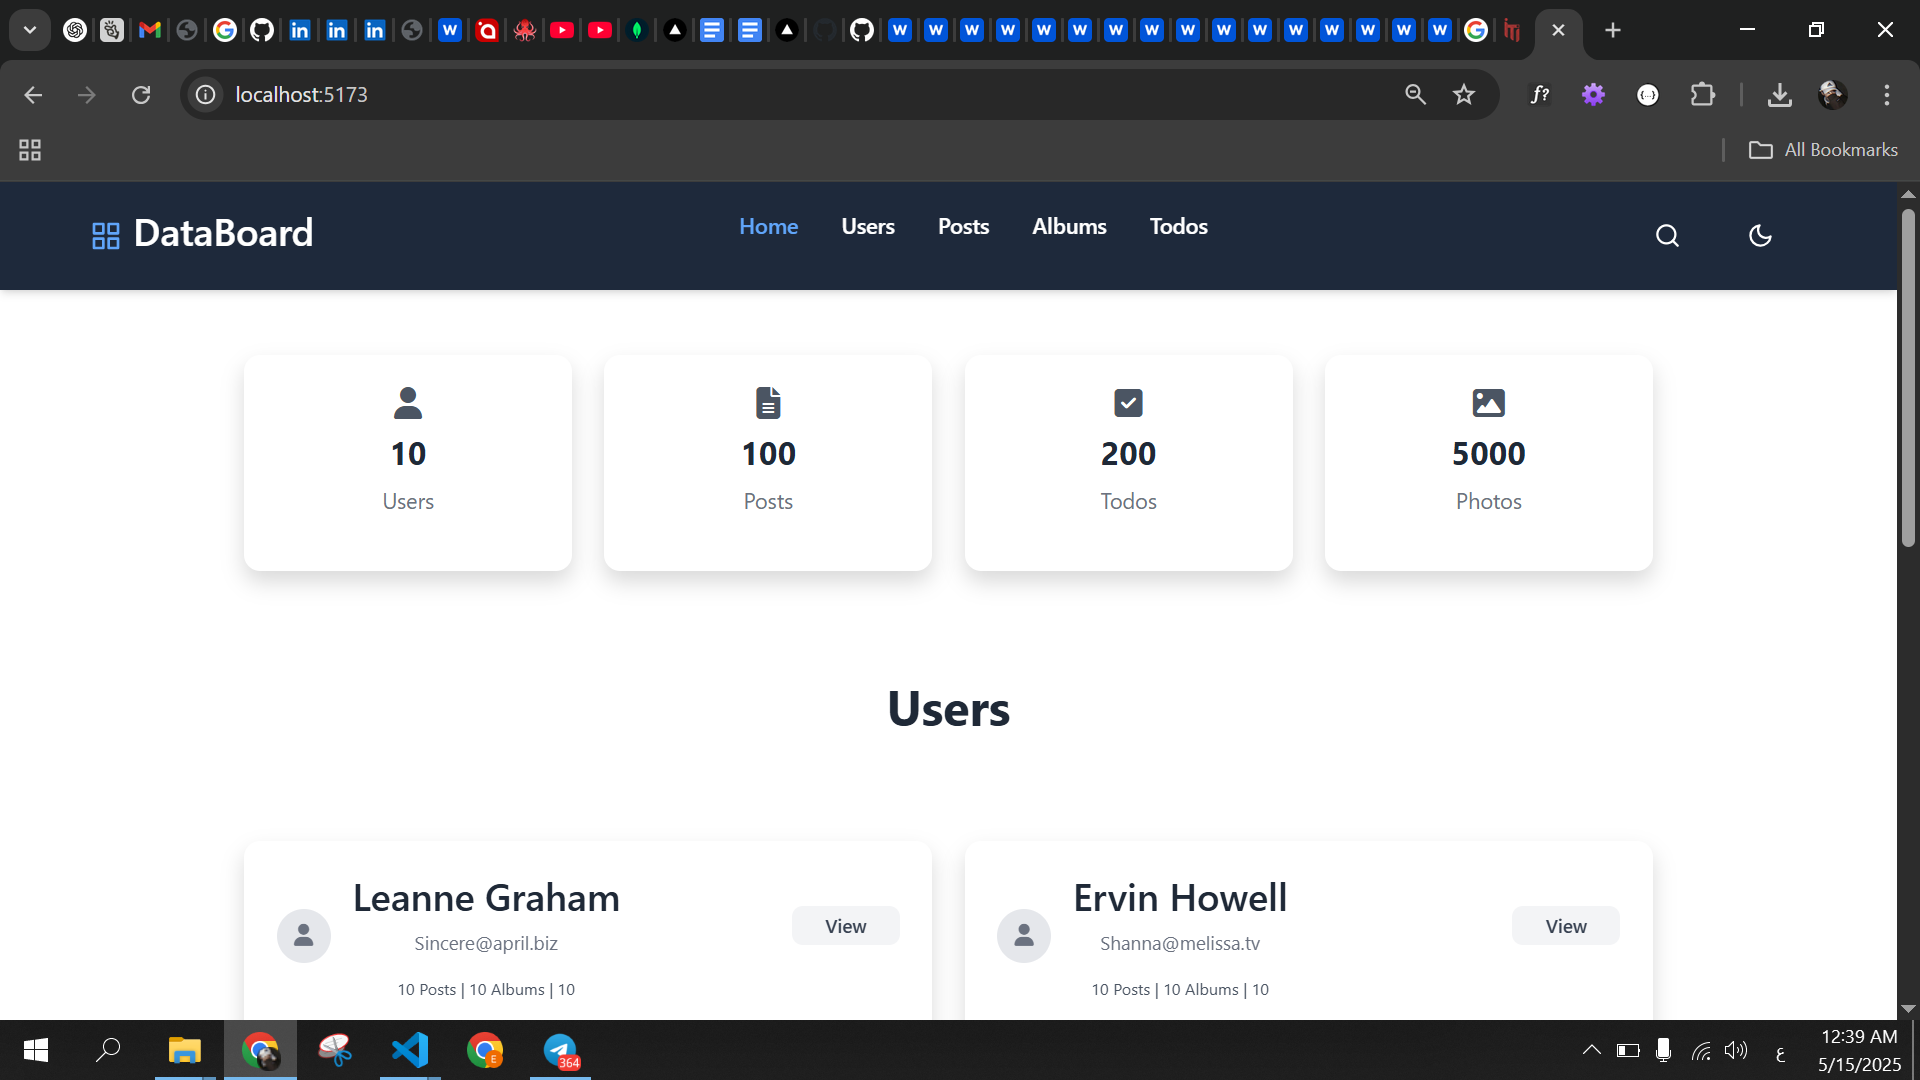 localhost:5173
All Bookmarks
DataBoard
Home Users Posts Albums Todos
10
Users
100
Posts
200
Todos
5000
Photos
Users
Leanne Graham
Sincere@april.biz
10 Posts | 10 Albums | 10
View
Ervin Howell
Shanna@melissa.tv
10 Posts | 10 Albums | 10
View
364
ع
12:39 AM
5/15/2025